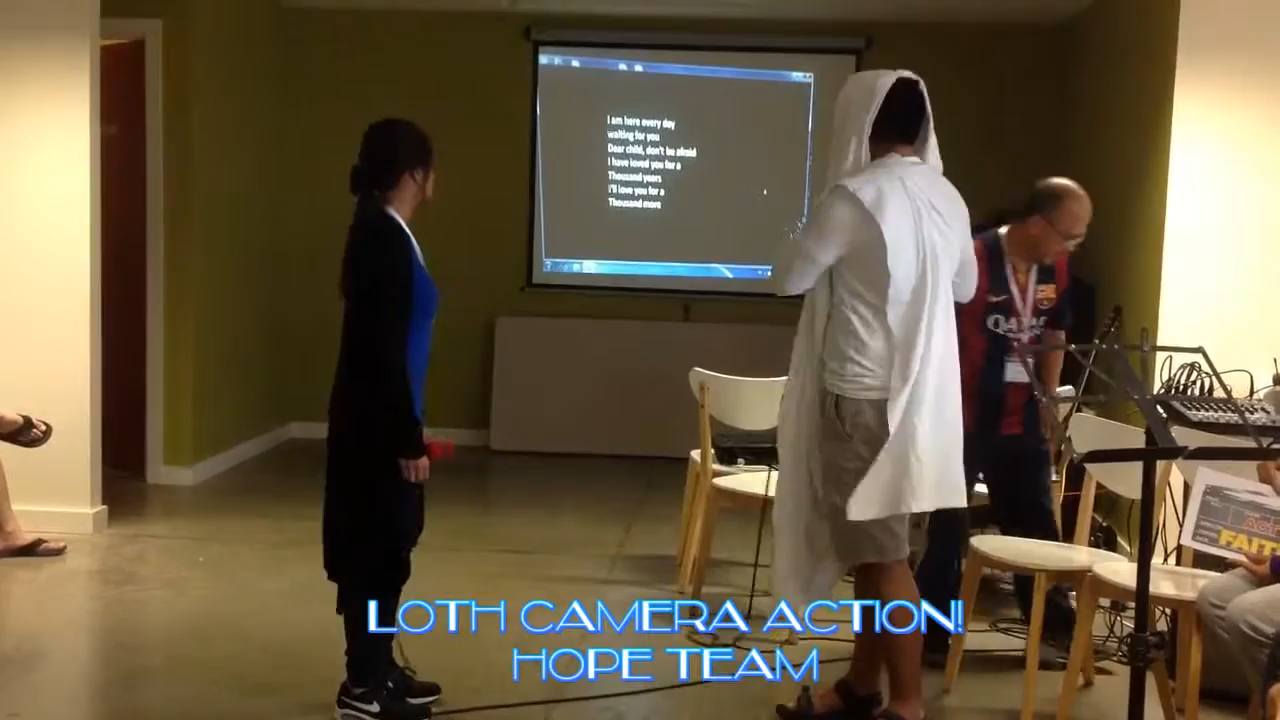 I am here every day
waiting for you
Dear child, don't be afraid
I have loved you for a
Thousand years
I'll love you for a
Thousand more
QATAR
ACT
FAIT
LOTH CAMERA ACTION!
HOPE TEAM